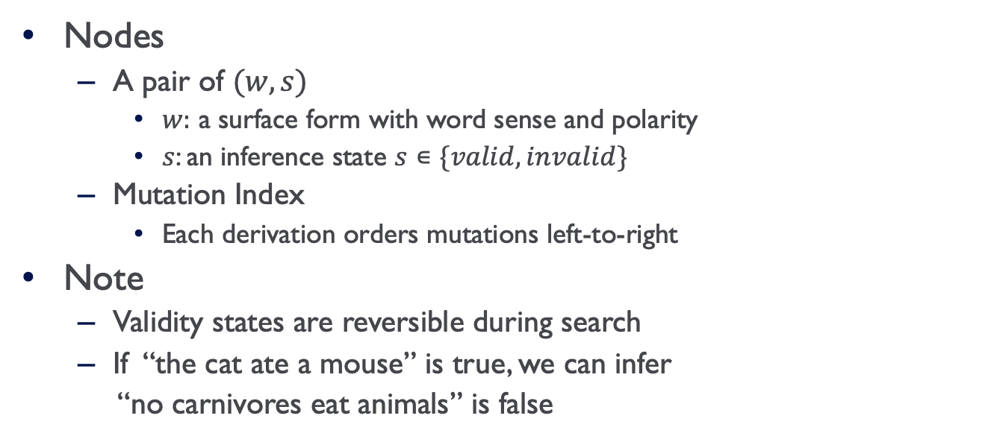 • Nodes
– A pair of (w, s)
• w: a surface form with word sense and polarity
• s: an inference state s ∈ {valid, invalid}
– Mutation Index
• Each derivation orders mutations left-to-right
• Note
– Validity states are reversible during search
– If “the cat ate a mouse” is true, we can infer
“no carnivores eat animals” is false